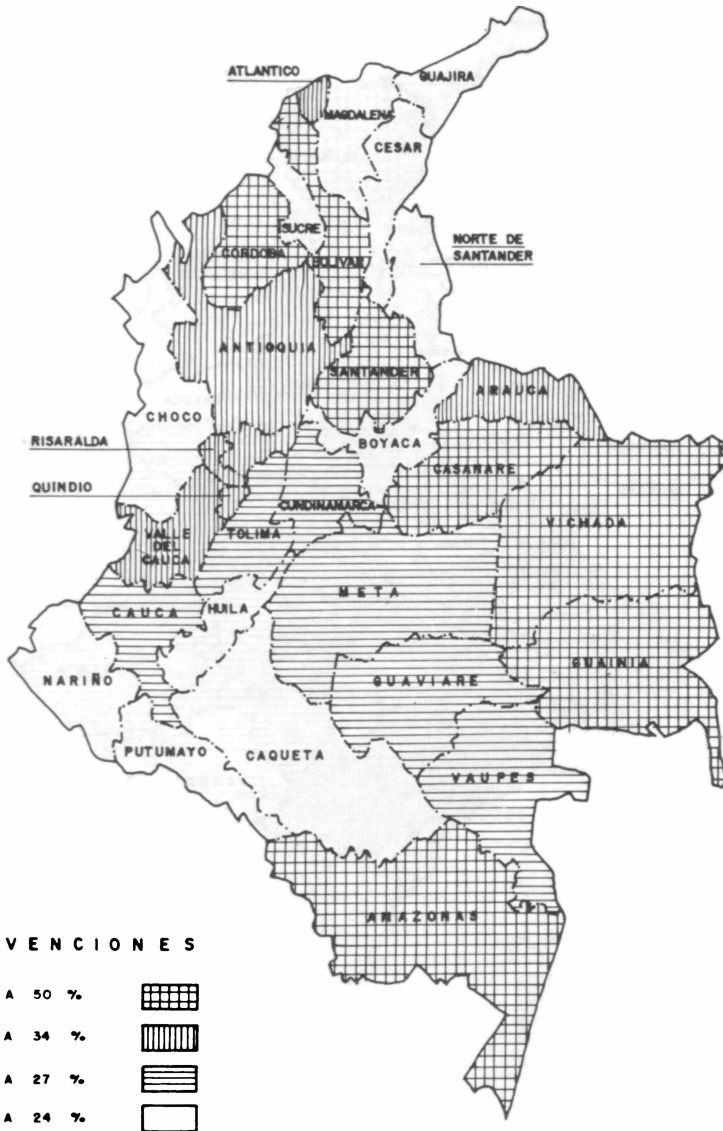 ATLANTICO
GUAJIRA
MAGDALENA
CESAR
SUCRE
NORTE DE
SANTANDER
CORDOBA
BOLIVAR
ANTIOQUIA
SANTANDER
ARAUCA
CHOCO
BOYACA
RISARALDA
CASANARE
QUINDIO
CUNDINAMARCA
VICHADA
TOLIMA
VALLE
DEL
CAUCA
META
CAUCA
HUILA
GUAINIA
NARIÑO
GUAVIARE
PUTUMAYO
CAQUETA
VAUPES
AMAZONAS
VENCIONES
A 50 %
A 34 %
A 27 %
A 24 %